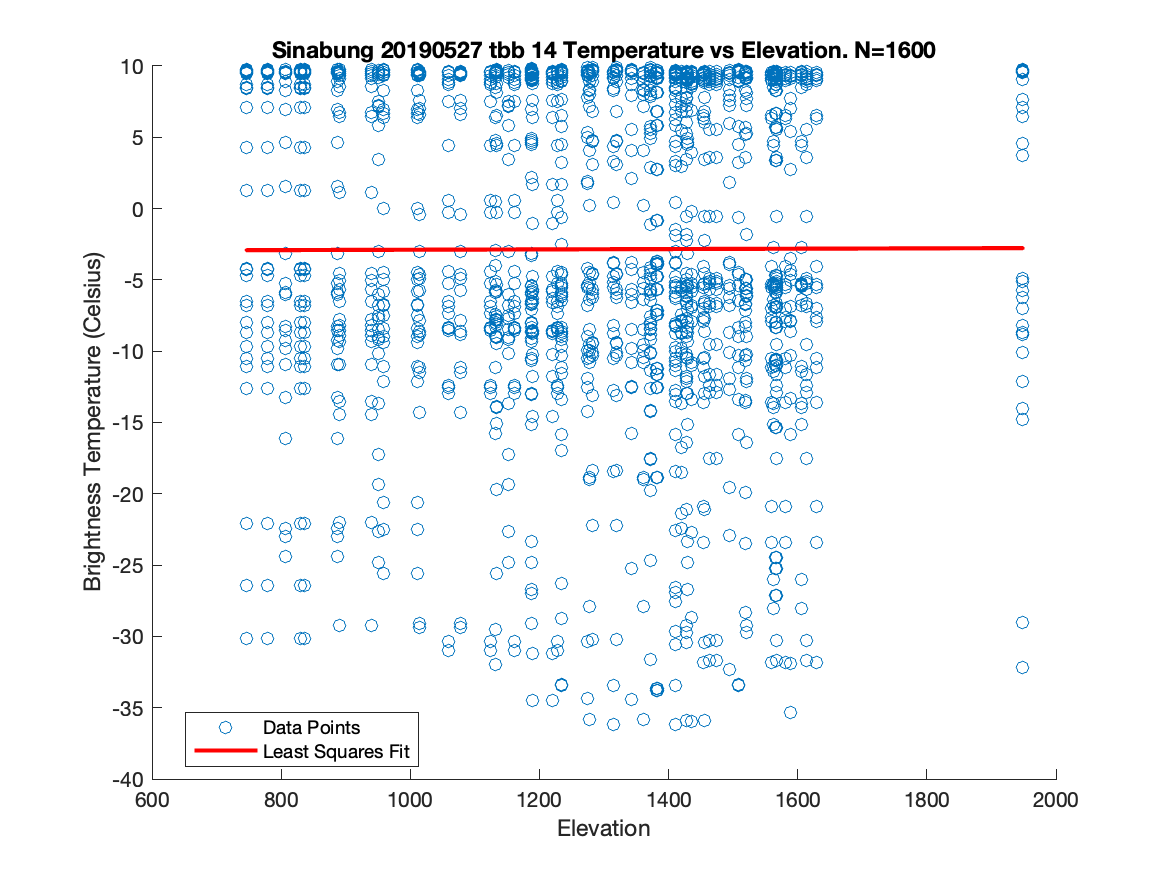 Sinabung 20190527 tbb 14 Temperature vs Elevation. N=1600
10
5
0
-5
-10
-15
-20
-25
-30
-35
-40
Brightness Temperature (Celsius)
Data Points
Least Squares Fit
600 800 1000 1200 1400 1600 1800 2000
Elevation